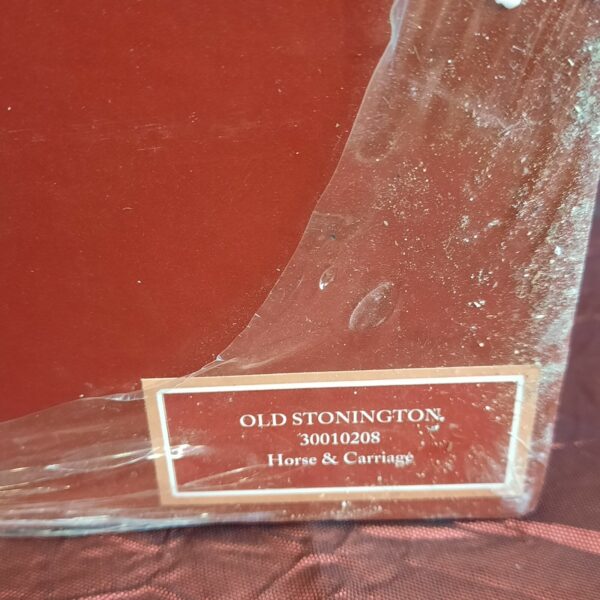 OLD STONINGTON
30010208
Horse & Carriage